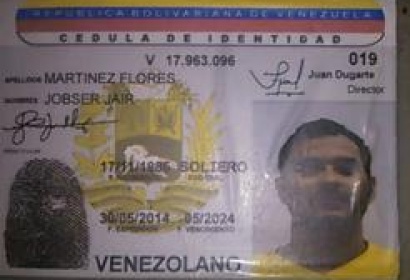 REPUBLICA BOLIVARIANA DE VENEZUELA
CEDULA DE IDENTIDAD
V 17.963.096
019
APELLIDOS MARTINEZ FLORES
Juan Dugarte
Director
NOMBRES JOBSER JAIR
17/11/1986 SOLTERO
30/05/2014 05/2024
F. EXPEDICION F. VENCIMIENTO
VENEZOLANO